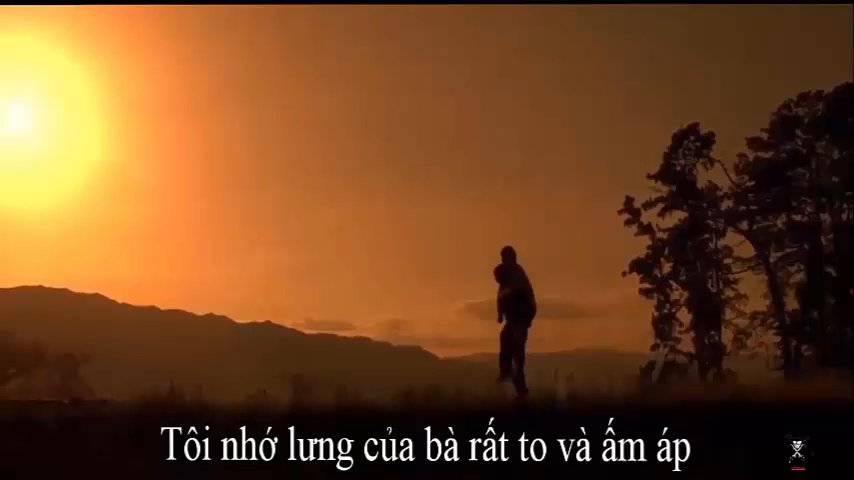 Tôi nhớ lưng của bà rất to và ấm áp